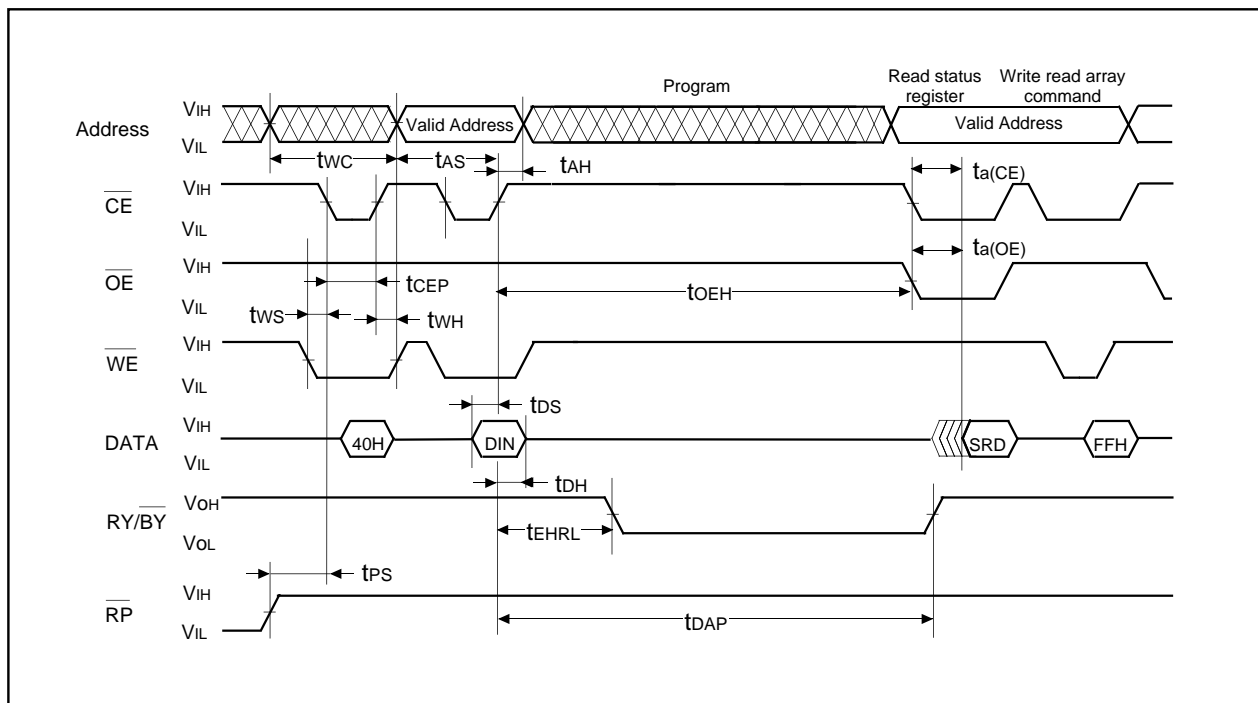 Program
Read status register
Write read array command
Address
VIH
VIL
Valid Address
Valid Address
tWC
tAS
tAH
ta(CE)
CE
VIH
VIL
ta(OE)
OE
VIH
VIL
tCEP
tOEH
tWS
tWH
WE
VIH
VIL
tDS
DATA
VIH
VIL
40H
DIN
SRD
FFH
tDH
RY/BY
VOH
VOL
tEHRL
tPS
RP
VIH
VIL
tDAP